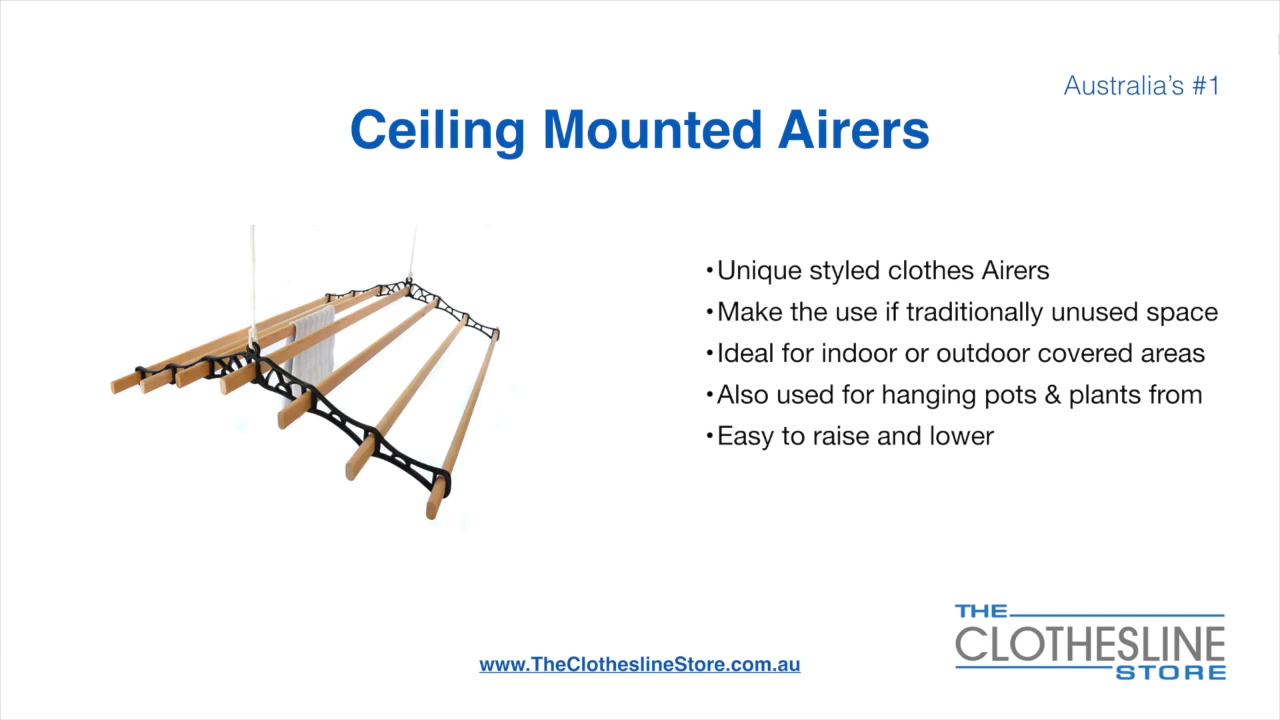 Australia's #1
Ceiling Mounted Airers
•Unique styled clothes Airers
•Make the use if traditionally unused space
•Ideal for indoor or outdoor covered areas
•Also used for hanging pots & plants from
•Easy to raise and lower
THE
CLOTHESLINE
STORE
www.TheClotheslineStore.com.au